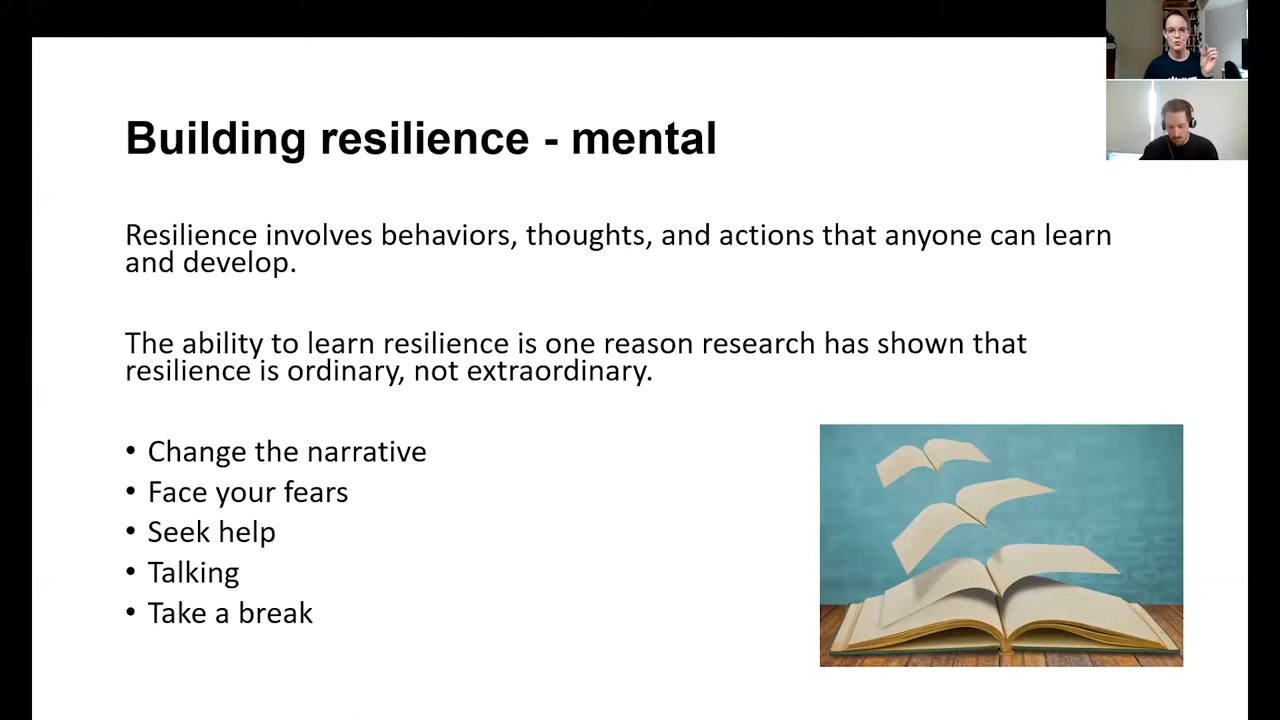 Building resilience - mental
Resilience involves behaviors, thoughts, and actions that anyone can learn
and develop.
The ability to learn resilience is one reason research has shown that
resilience is ordinary, not extraordinary.
• Change the narrative
• Face your fears
• Seek help
• Talking
• Take a break